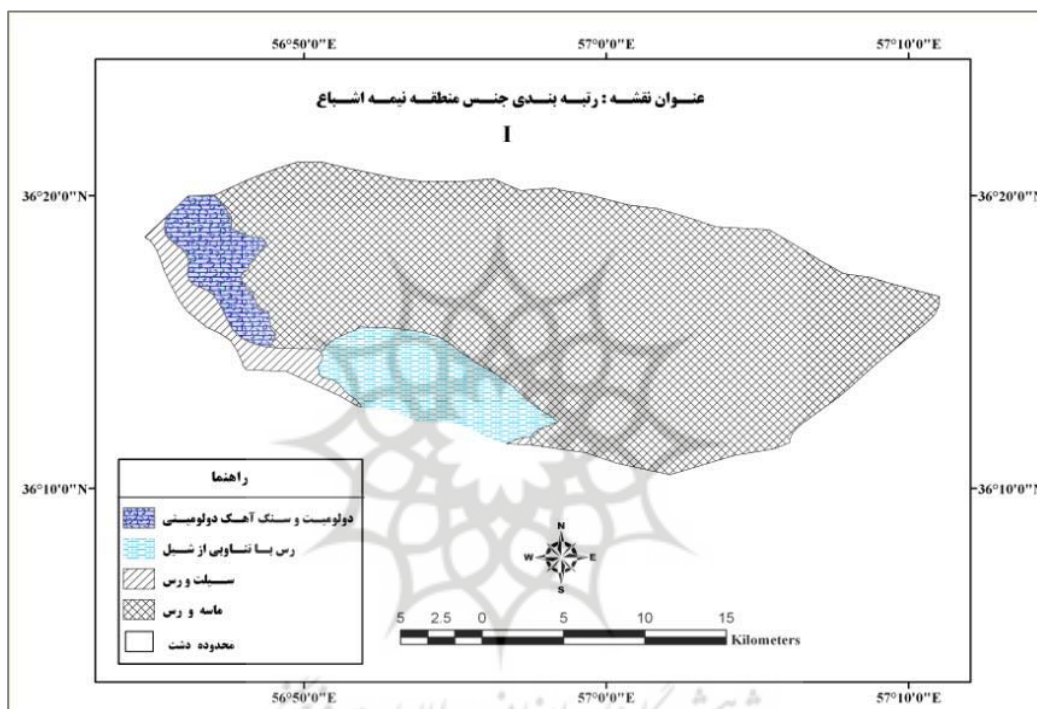 56°50'0"E 57°0'0"E 57°10'0"E
عنوان نقشه : رتبه بندی جنس منطقه نیمه اشباع
I
36°20'0"N 36°20'0"N
36°10'0"N 36°10'0"N
راهنما
دولومیت و سنگ آهک دولومیتی
رس با تناوبی از شیل
سیلت و رس
ماسه و رس
محدوده دشت
N
W E
S
5 2.5 0 5 10 15
Kilometers
56°50'0"E 57°0'0"E 57°10'0"E